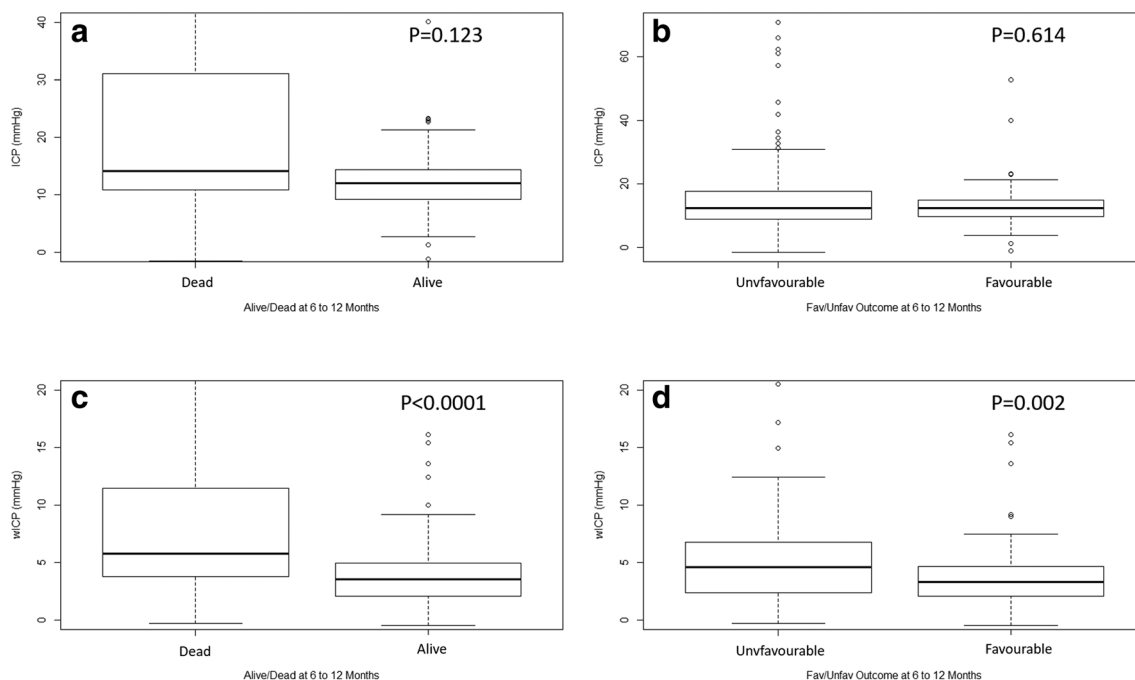 a
P=0.123
ICP (mmHg)
40
30
20
10
0
Dead Alive
Alive/Dead at 6 to 12 Months
b
P=0.614
ICP (mmHg)
60
40
20
0
Unvfavourable Favourable
Fav/Unfav Outcome at 6 to 12 Months
c
P<0.0001
wICP (mmHg)
20
15
10
5
0
Dead Alive
Alive/Dead at 6 to 12 Months
d
P=0.002
wICP (mmHg)
20
15
10
5
0
Unvfavourable Favourable
Fav/Unfav Outcome at 6 to 12 Months